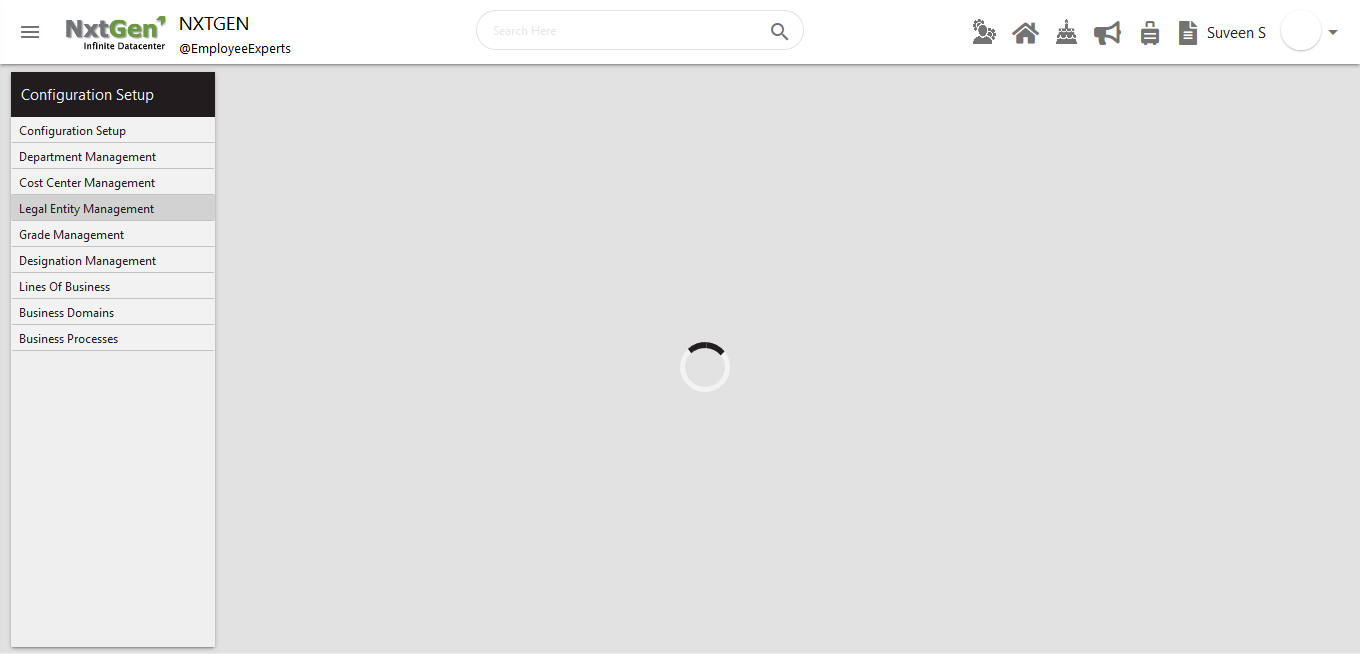 NxtGen
Infinite Datacenter
NXTGEN
@EmployeeExperts
Search Here
Suveen S
Configuration Setup
Configuration Setup
Department Management
Cost Center Management
Legal Entity Management
Grade Management
Designation Management
Lines Of Business
Business Domains
Business Processes